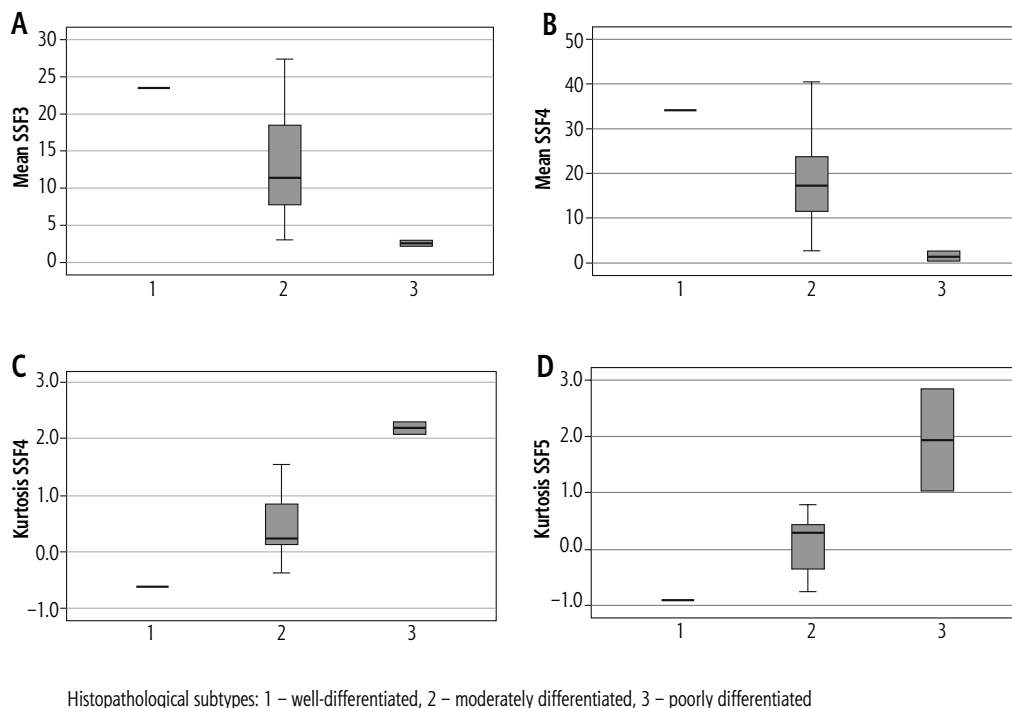 A
Mean SSF3
30
25
20
15
10
5
0
1 2 3
B
Mean SSF4
50
40
30
20
10
0
1 2 3
C
Kurtosis SSF4
3.0
2.0
1.0
0.0
–1.0
1 2 3
D
Kurtosis SSF5
3.0
2.0
1.0
0.0
–1.0
1 2 3
Histopathological subtypes: 1 – well-differentiated, 2 – moderately differentiated, 3 – poorly differentiated